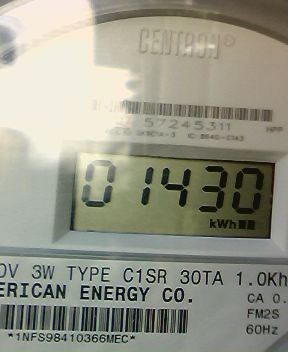 CENTRON®
57245311 HPP
01430
kWh
0V 3W TYPE C1SR 30TA 1.0Kh
ERICAN ENERGY CO. CA 0.
FM2S
60Hz
*1NFS98410366MEC*